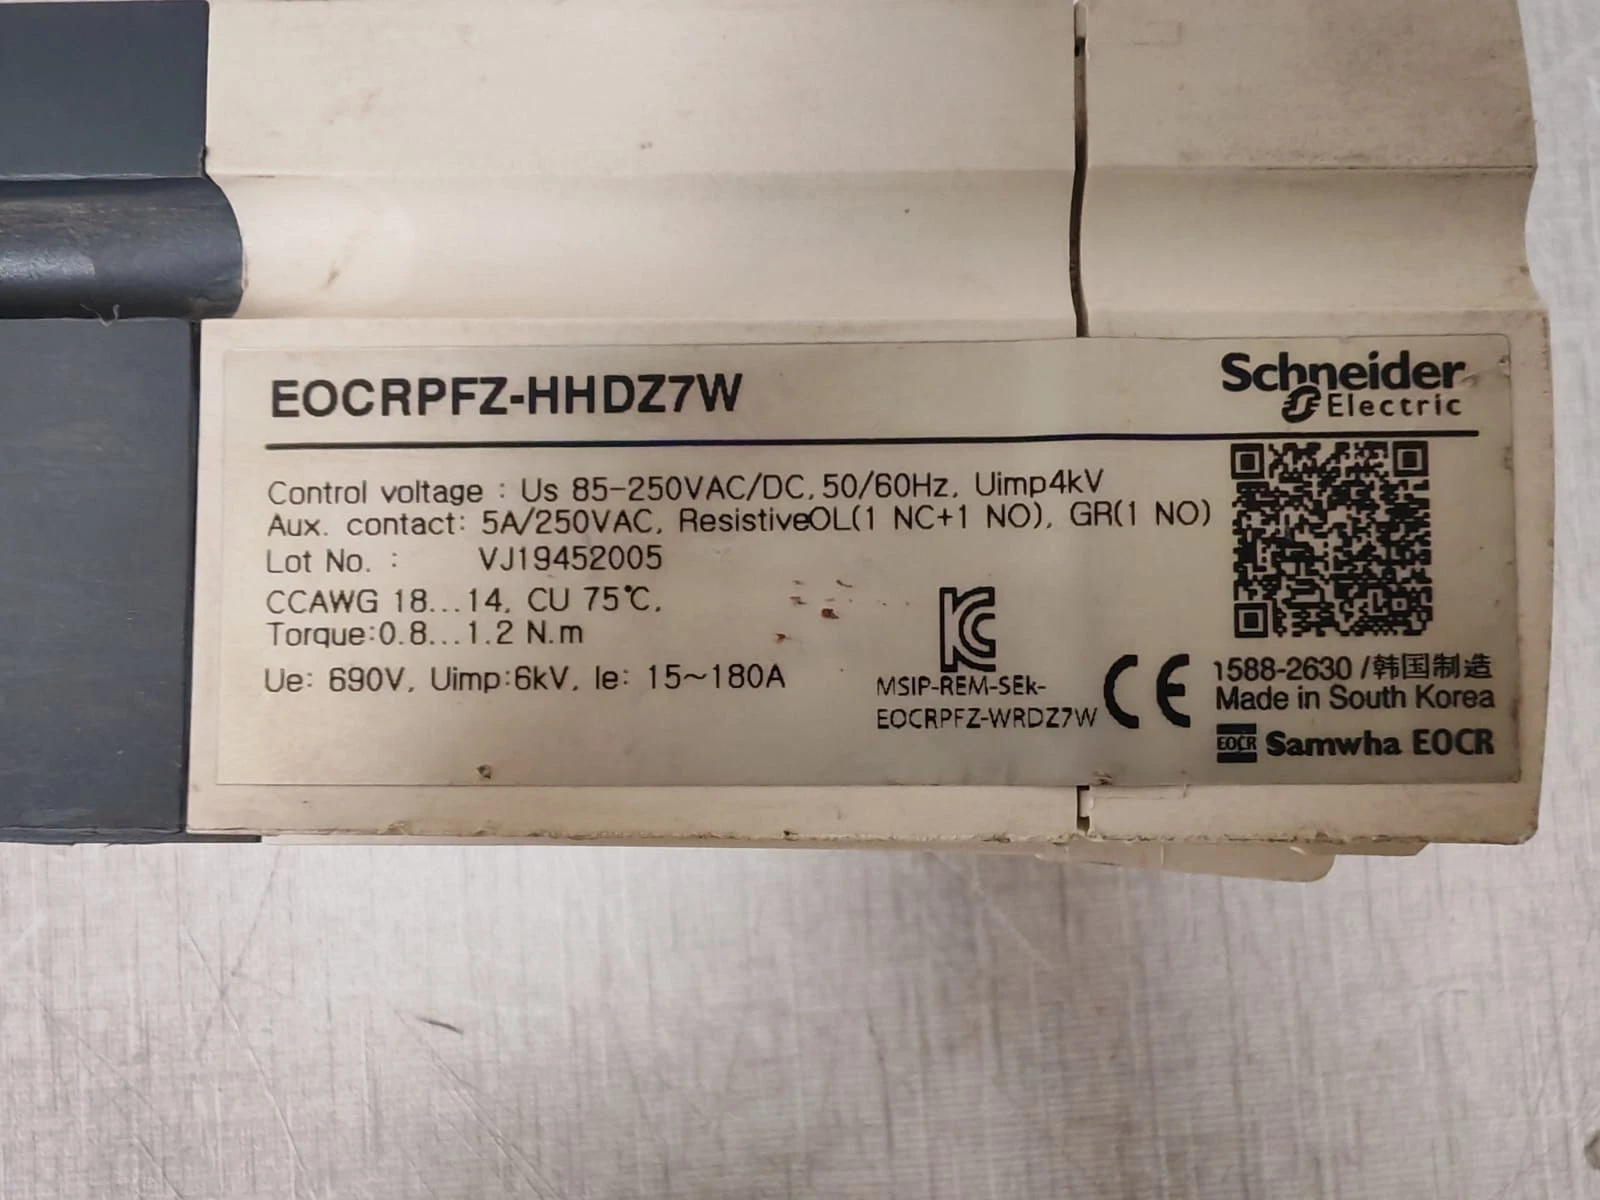 EOCRPFZ-HHDZ7W
Schneider
Electric
Control voltage : Us 85-250VAC/DC, 50/60Hz, Uimp4kV
Aux. contact: 5A/250VAC, ResistiveOL(1 NC+1 NO), GR(1 NO)
Lot No. : VJ19452005
CCAWG 18...14, CU 75℃,
Torque:0.8...1.2 N.m
Ue: 690V, Uimp:6kV, Ie: 15~180A
MSIP-REM-SEk-
EOCRPFZ-WRDZ7W
CE
1588-2630 /韩国制造
Made in South Korea
EOCR Samwha EOCR